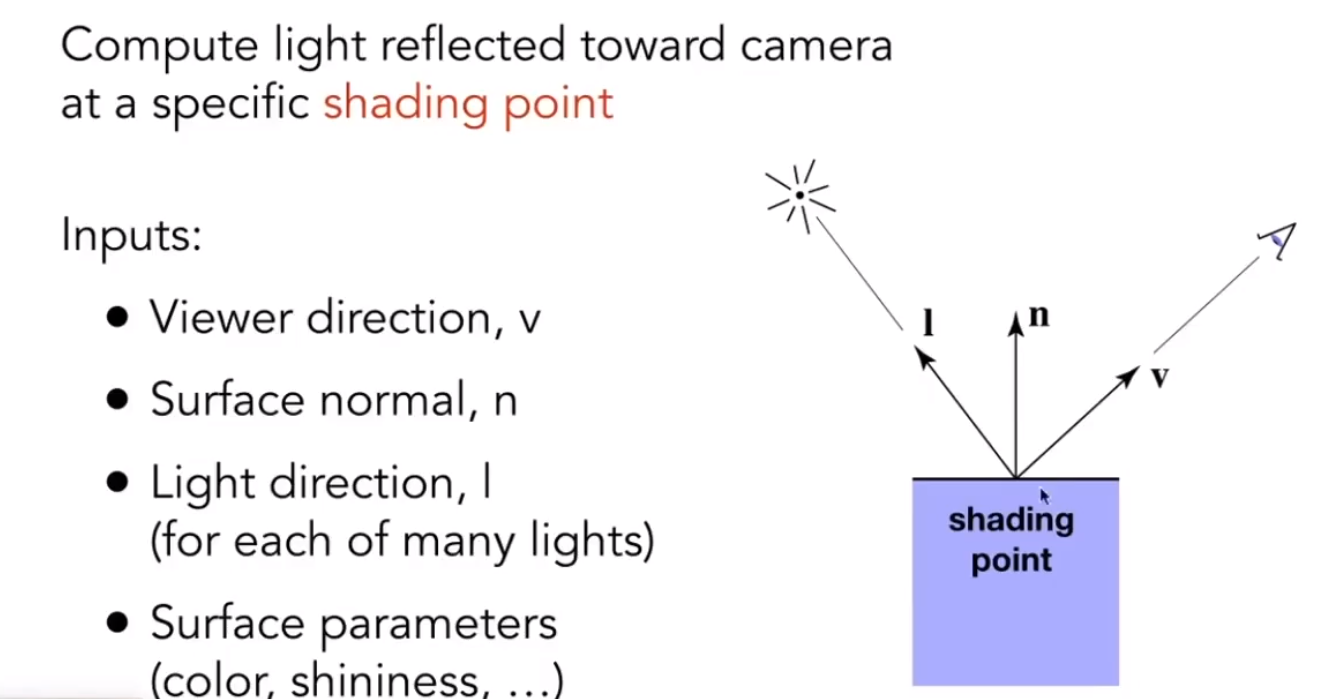 Compute light reflected toward camera
at a specific shading point
Inputs:
● Viewer direction, v
● Surface normal, n
● Light direction, l
(for each of many lights)
● Surface parameters
(color, shininess, ...)
l
n
v
shading
point